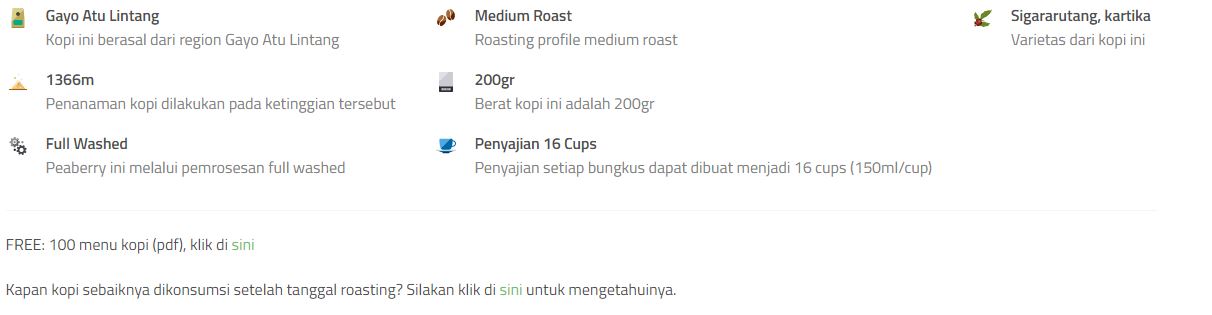 Gayo Atu Lintang
Kopi ini berasal dari region Gayo Atu Lintang
Medium Roast
Roasting profile medium roast
Sigararutang, kartika
Varietas dari kopi ini
1366m
Penanaman kopi dilakukan pada ketinggian tersebut
200gr
Berat kopi ini adalah 200gr
Full Washed
Peaberry ini melalui pemrosesan full washed
Penyajian 16 Cups
Penyajian setiap bungkus dapat dibuat menjadi 16 cups (150ml/cup)
FREE: 100 menu kopi (pdf), klik di sini
Kapan kopi sebaiknya dikonsumsi setelah tanggal roasting? Silakan klik di sini untuk mengetahuinya.